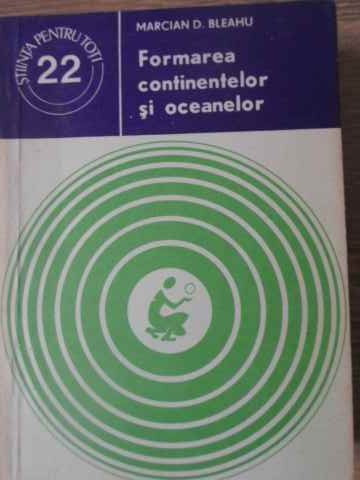 MARCIAN D. BLEAHU
ȘTIINȚA PENTRU TOȚI
22
Formarea
continentelor
și oceanelor